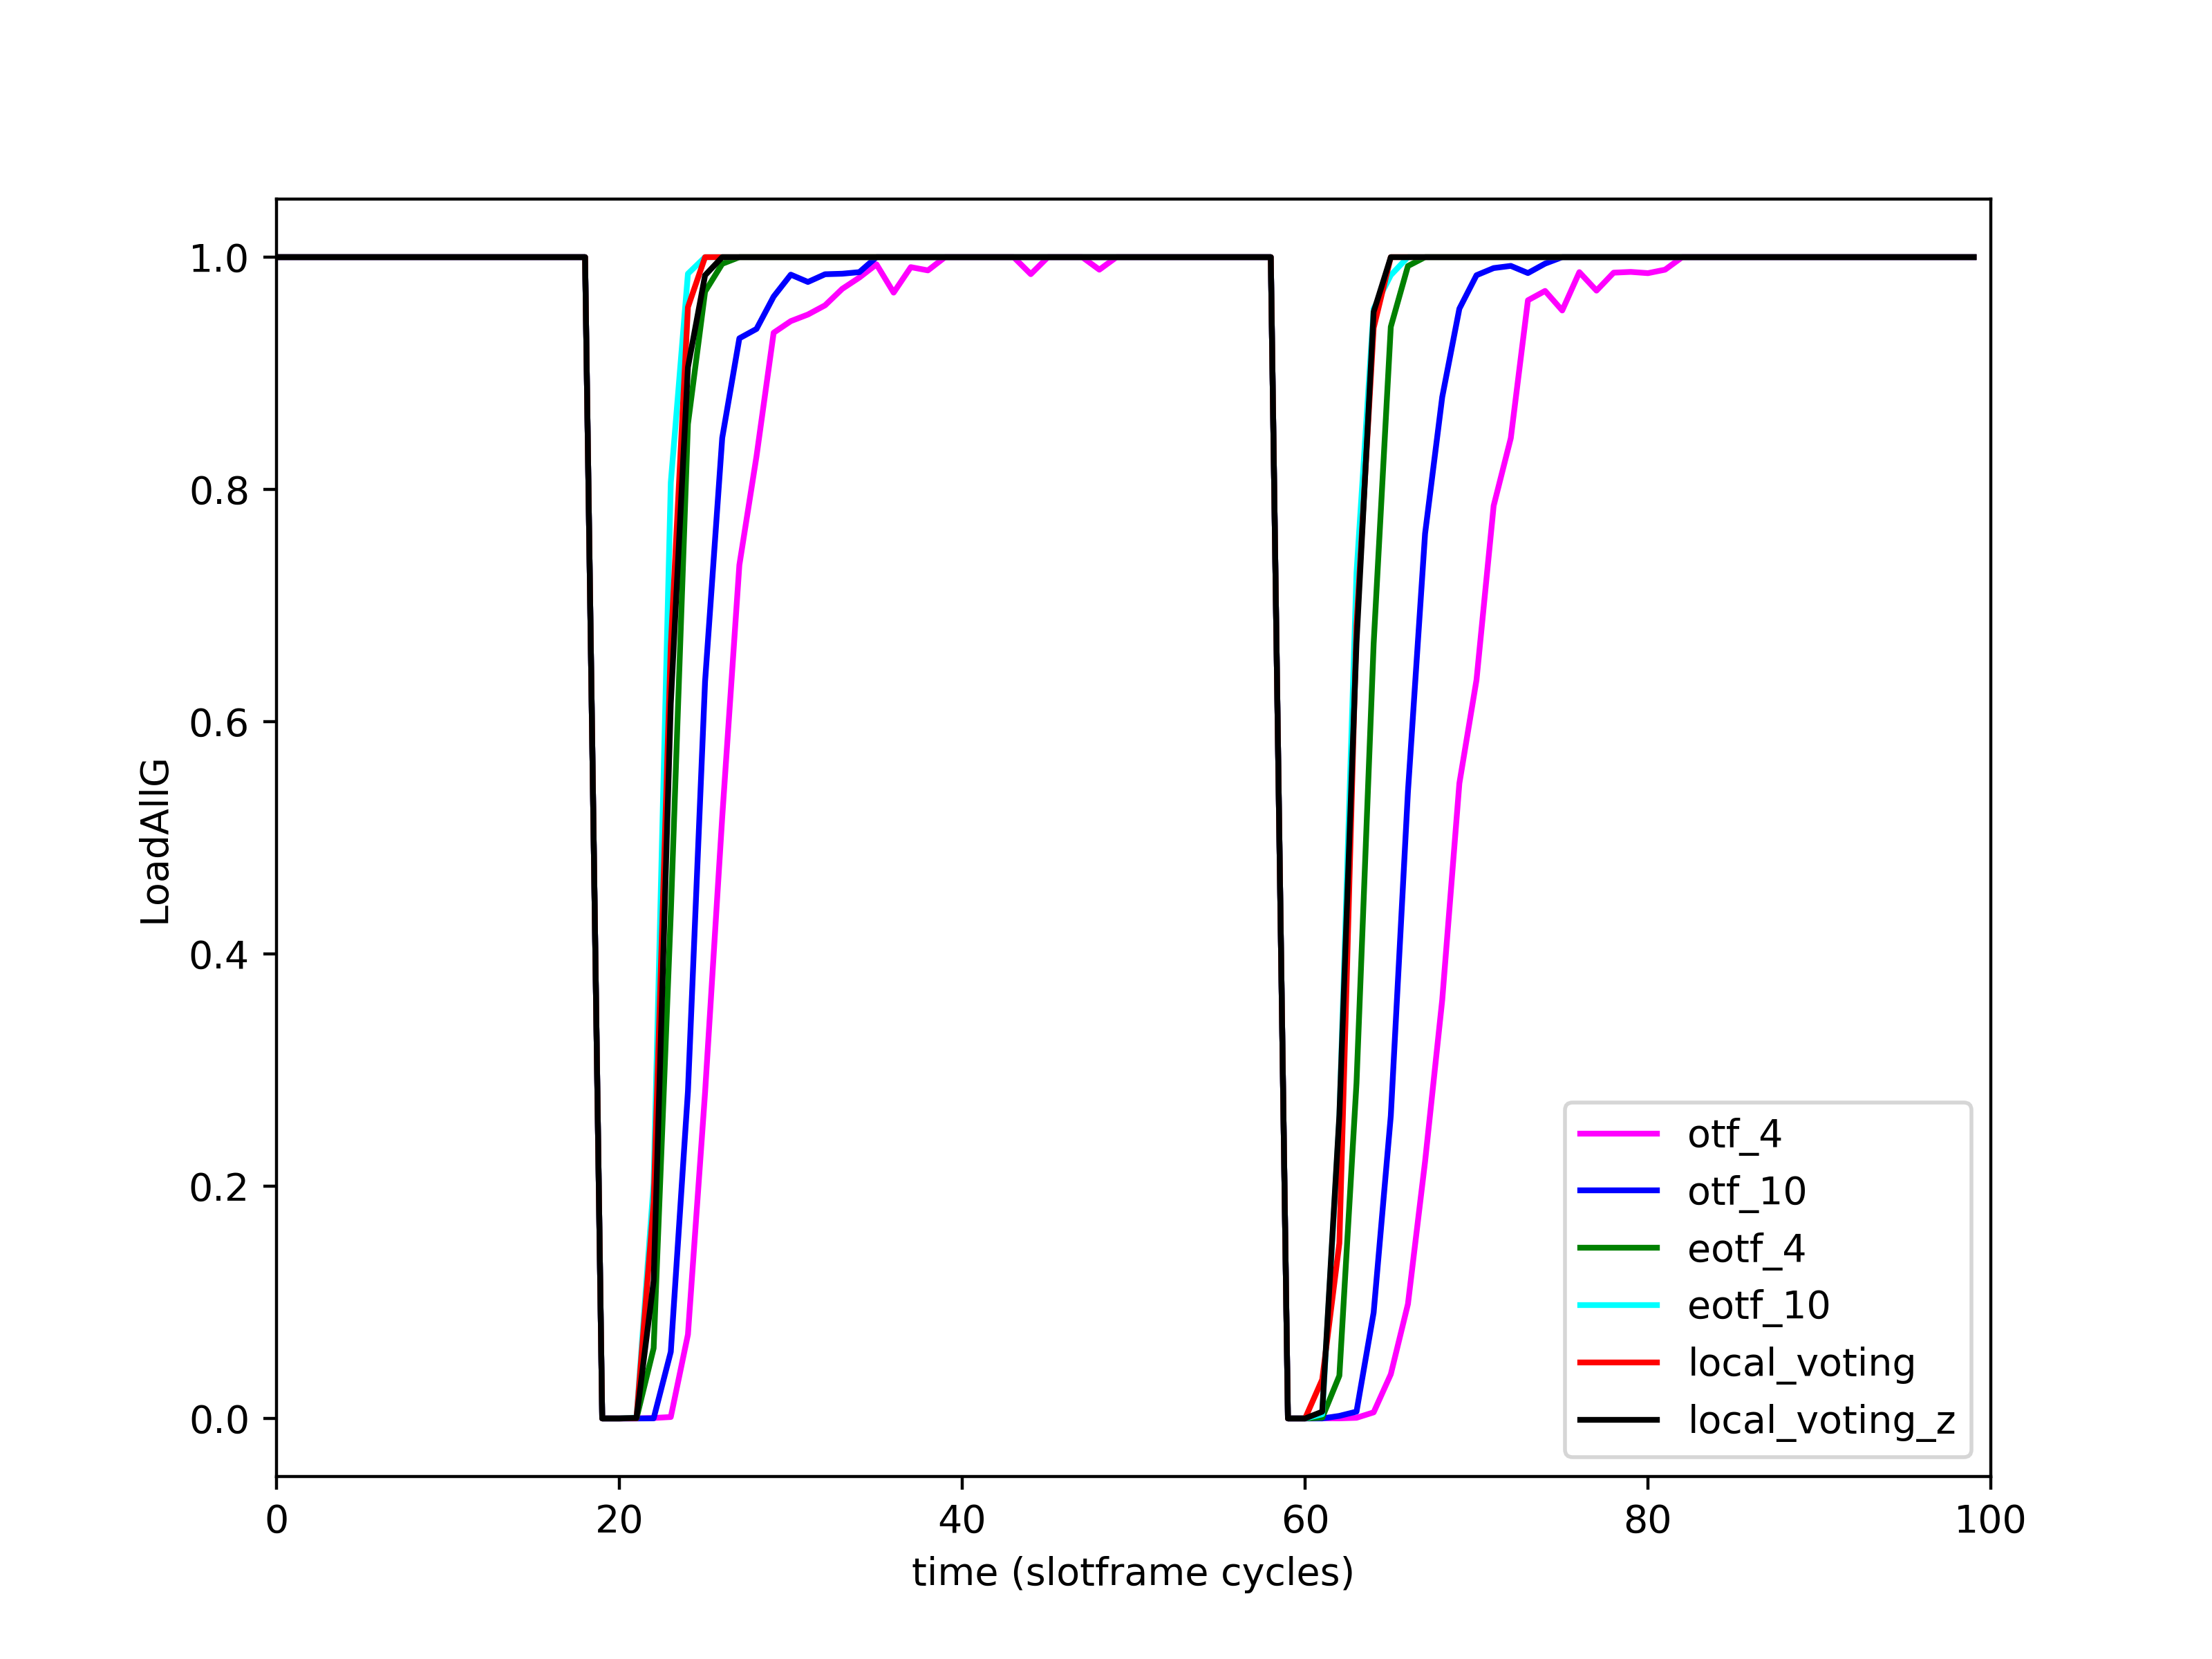 1.0
0.8
0.6
0.4
0.2
0.0
LoadAllG
0 20 40 60 80 100
time (slotframe cycles)
otf_4
otf_10
eotf_4
eotf_10
local_voting
local_voting_z